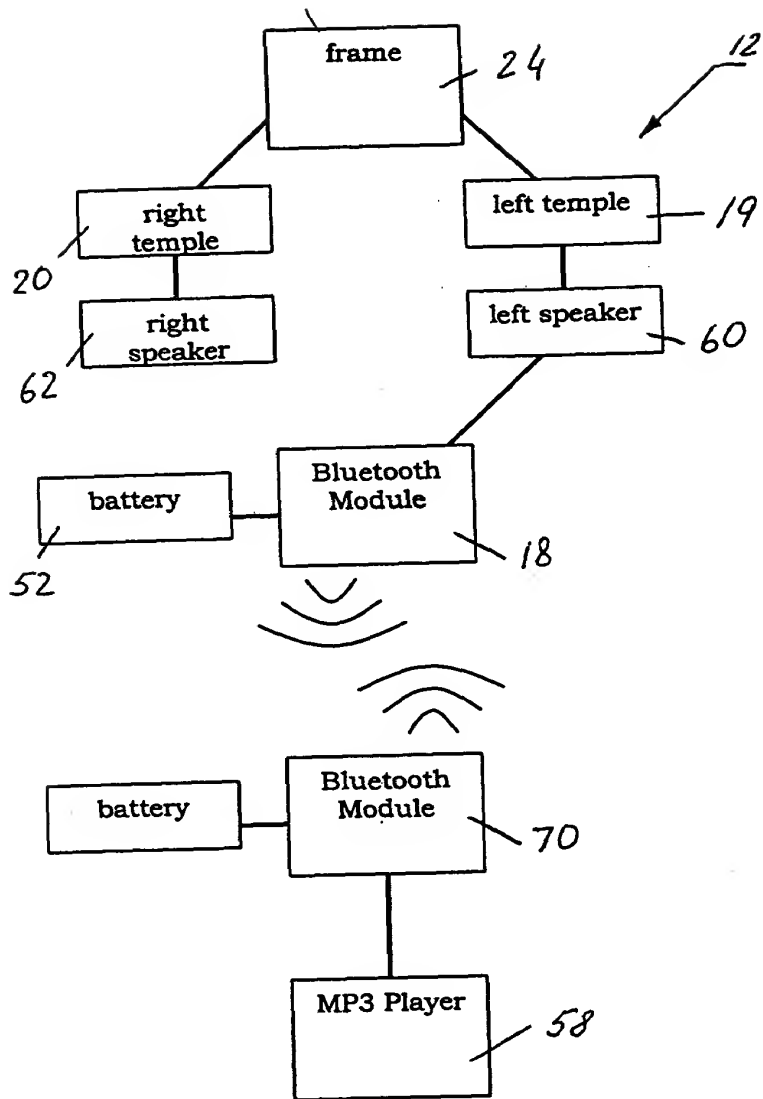 frame
24
12
right
temple
left temple
19
20
right
speaker
left speaker
60
62
battery
Bluetooth
Module
52
18
battery
Bluetooth
Module
70
MP3 Player
58